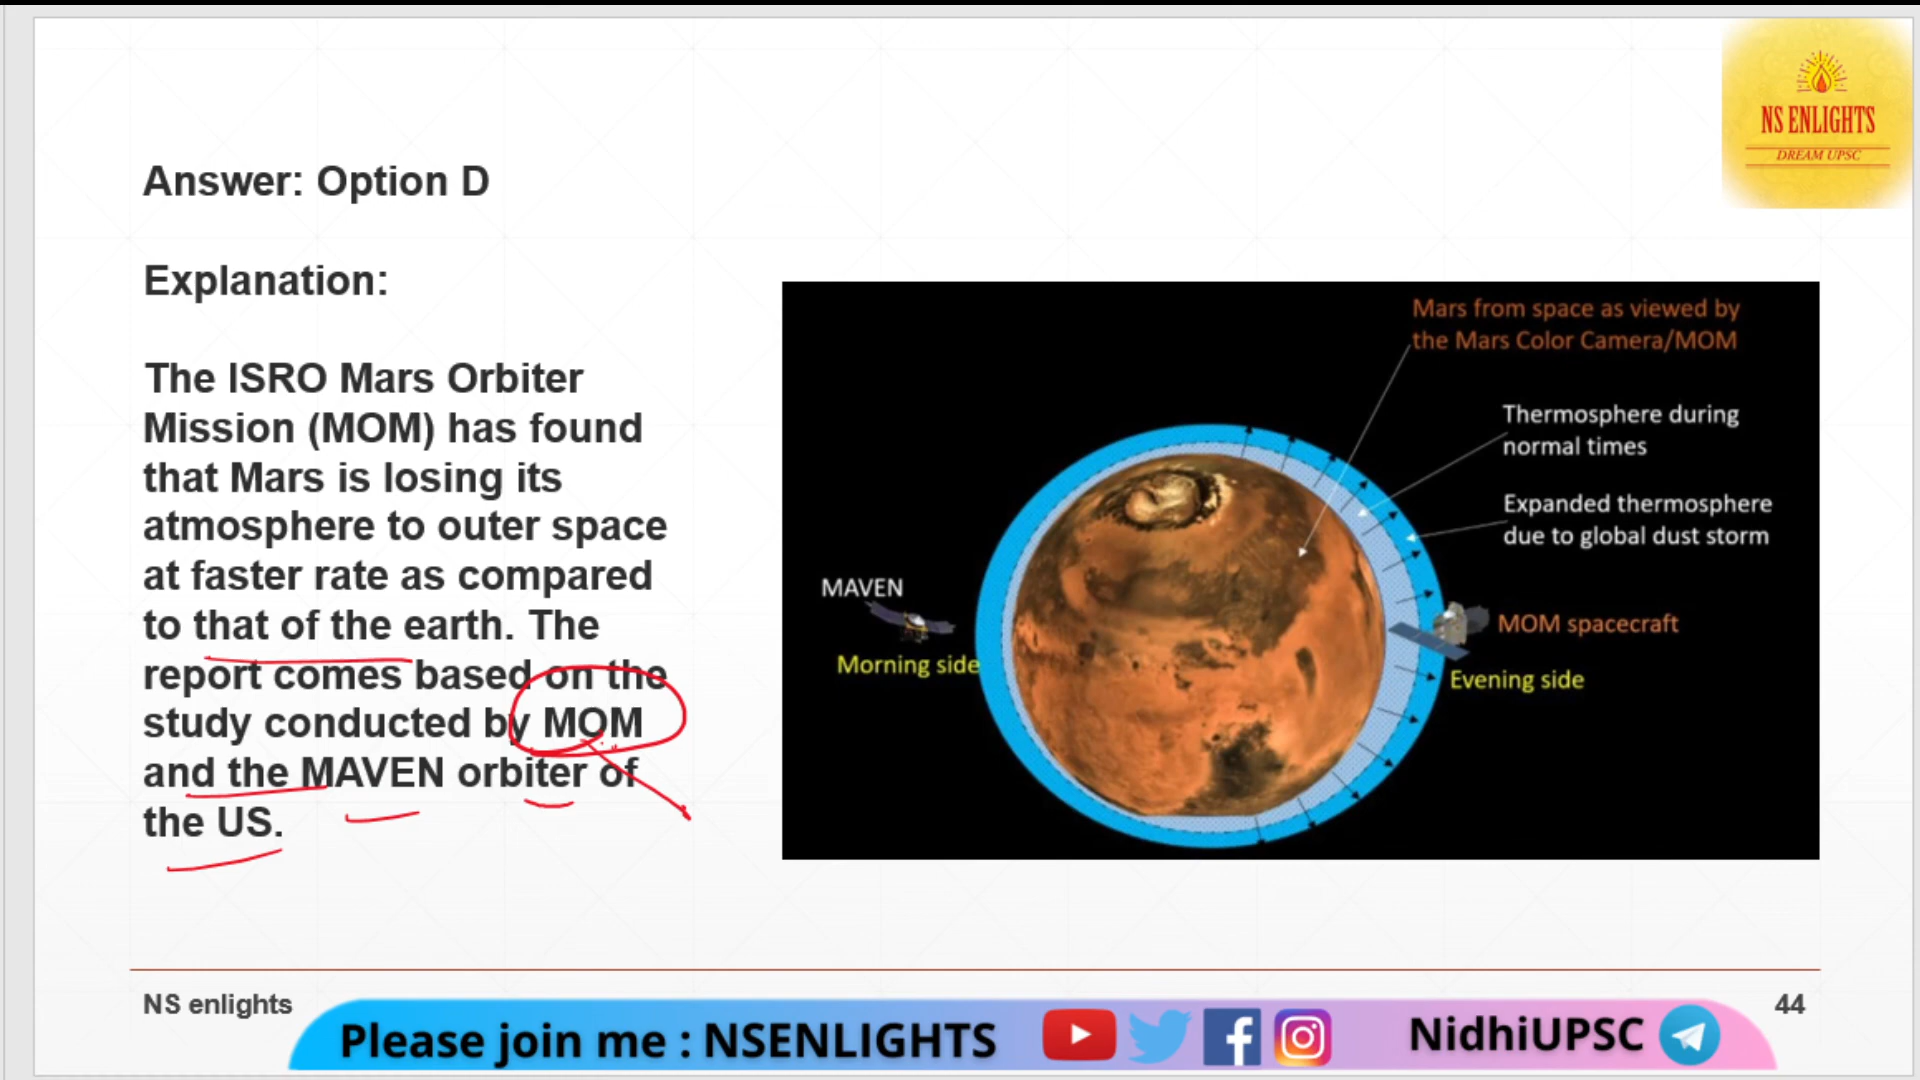 NS ENLIGHTS
DREAM UPSC
Answer: Option D
Explanation:
The ISRO Mars Orbiter
Mission (MOM) has found
that Mars is losing its
atmosphere to outer space
at faster rate as compared
to that of the earth. The
report comes based on the
study conducted by MOM
and the MAVEN orbiter of
the US.
Mars from space as viewed by
the Mars Color Camera/MOM
Thermosphere during
normal times
Expanded thermosphere
due to global dust storm
MAVEN
Morning side
MOM spacecraft
Evening side
NS enlights
44
Please join me : NSENLIGHTS
NidhiUPSC